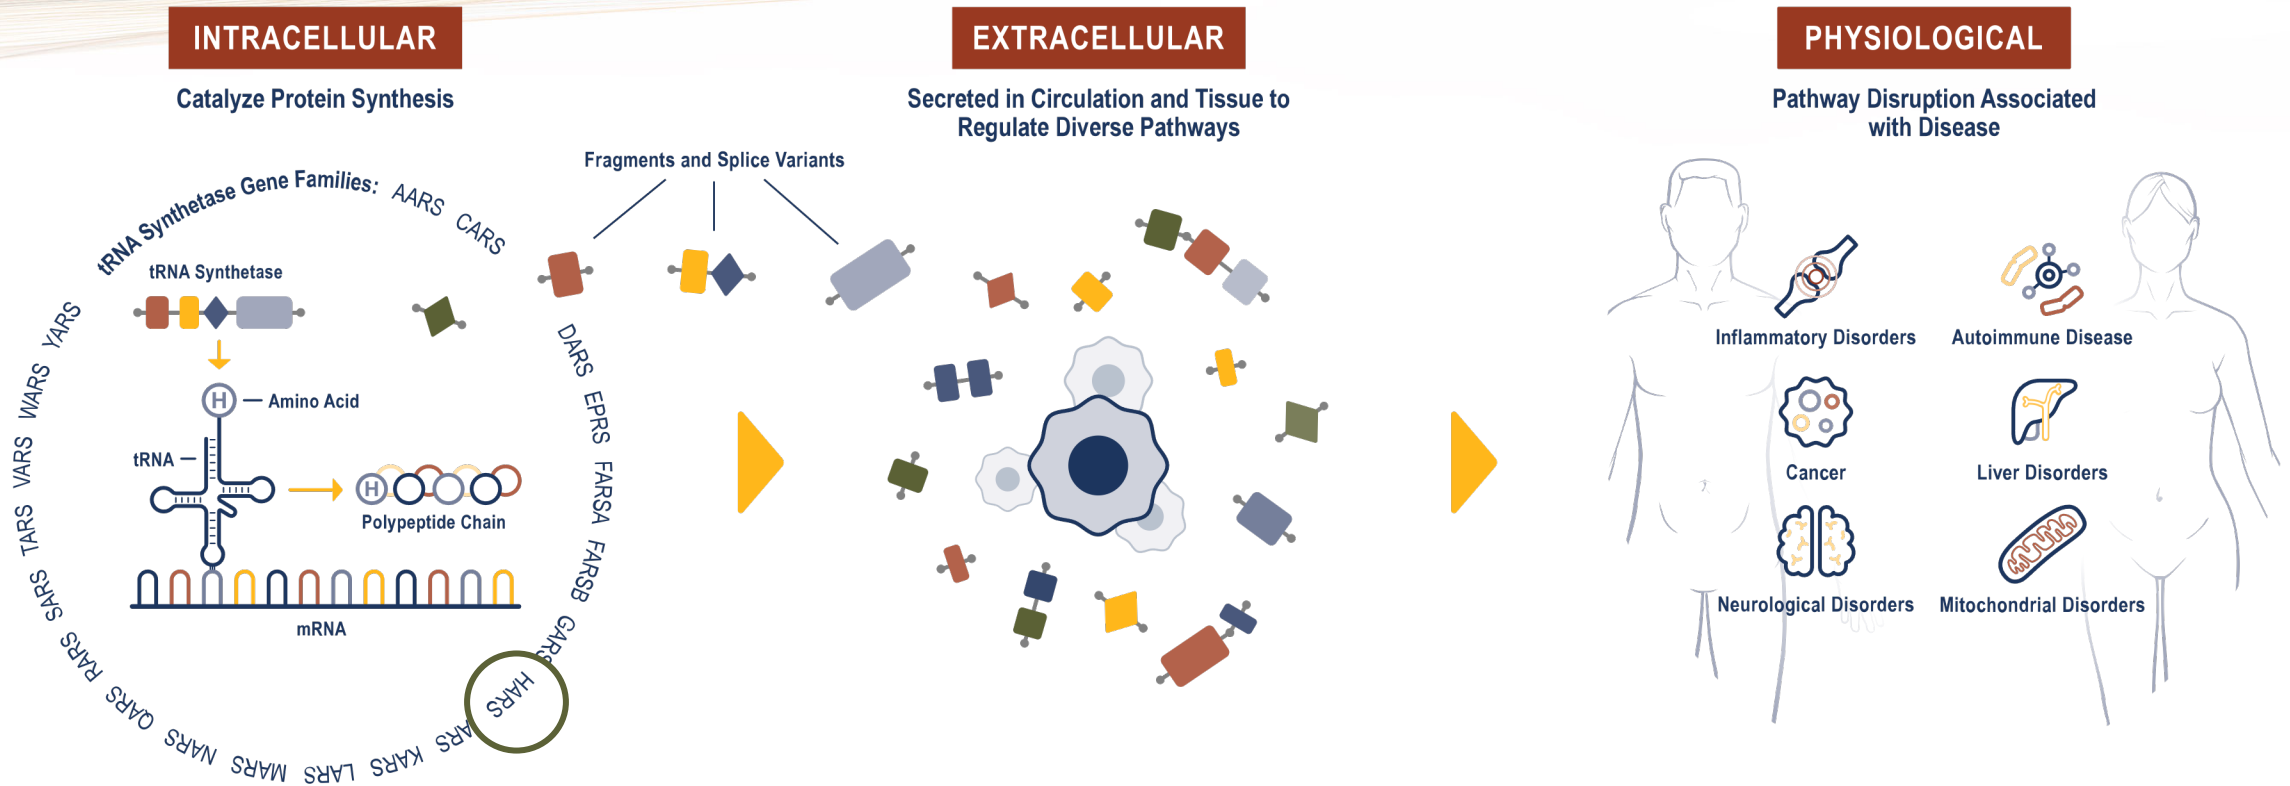 INTRACELLULAR
Catalyze Protein Synthesis
tRNA Synthetase Gene Families: AARS CARS
DARS
EPRS
FARSA
FARSB
GARS
HARS
ARS
KARS
LARS
MARS
NARS
QARS
RARS
SARS
TARS
VARS
WARS
YARS
tRNA Synthetase
H
Amino Acid
tRNA
H
Polypeptide Chain
mRNA
Fragments and Splice Variants
EXTRACELLULAR
Secreted in Circulation and Tissue to
Regulate Diverse Pathways
PHYSIOLOGICAL
Pathway Disruption Associated
with Disease
Inflammatory Disorders
Autoimmune Disease
Cancer
Liver Disorders
Neurological Disorders
Mitochondrial Disorders